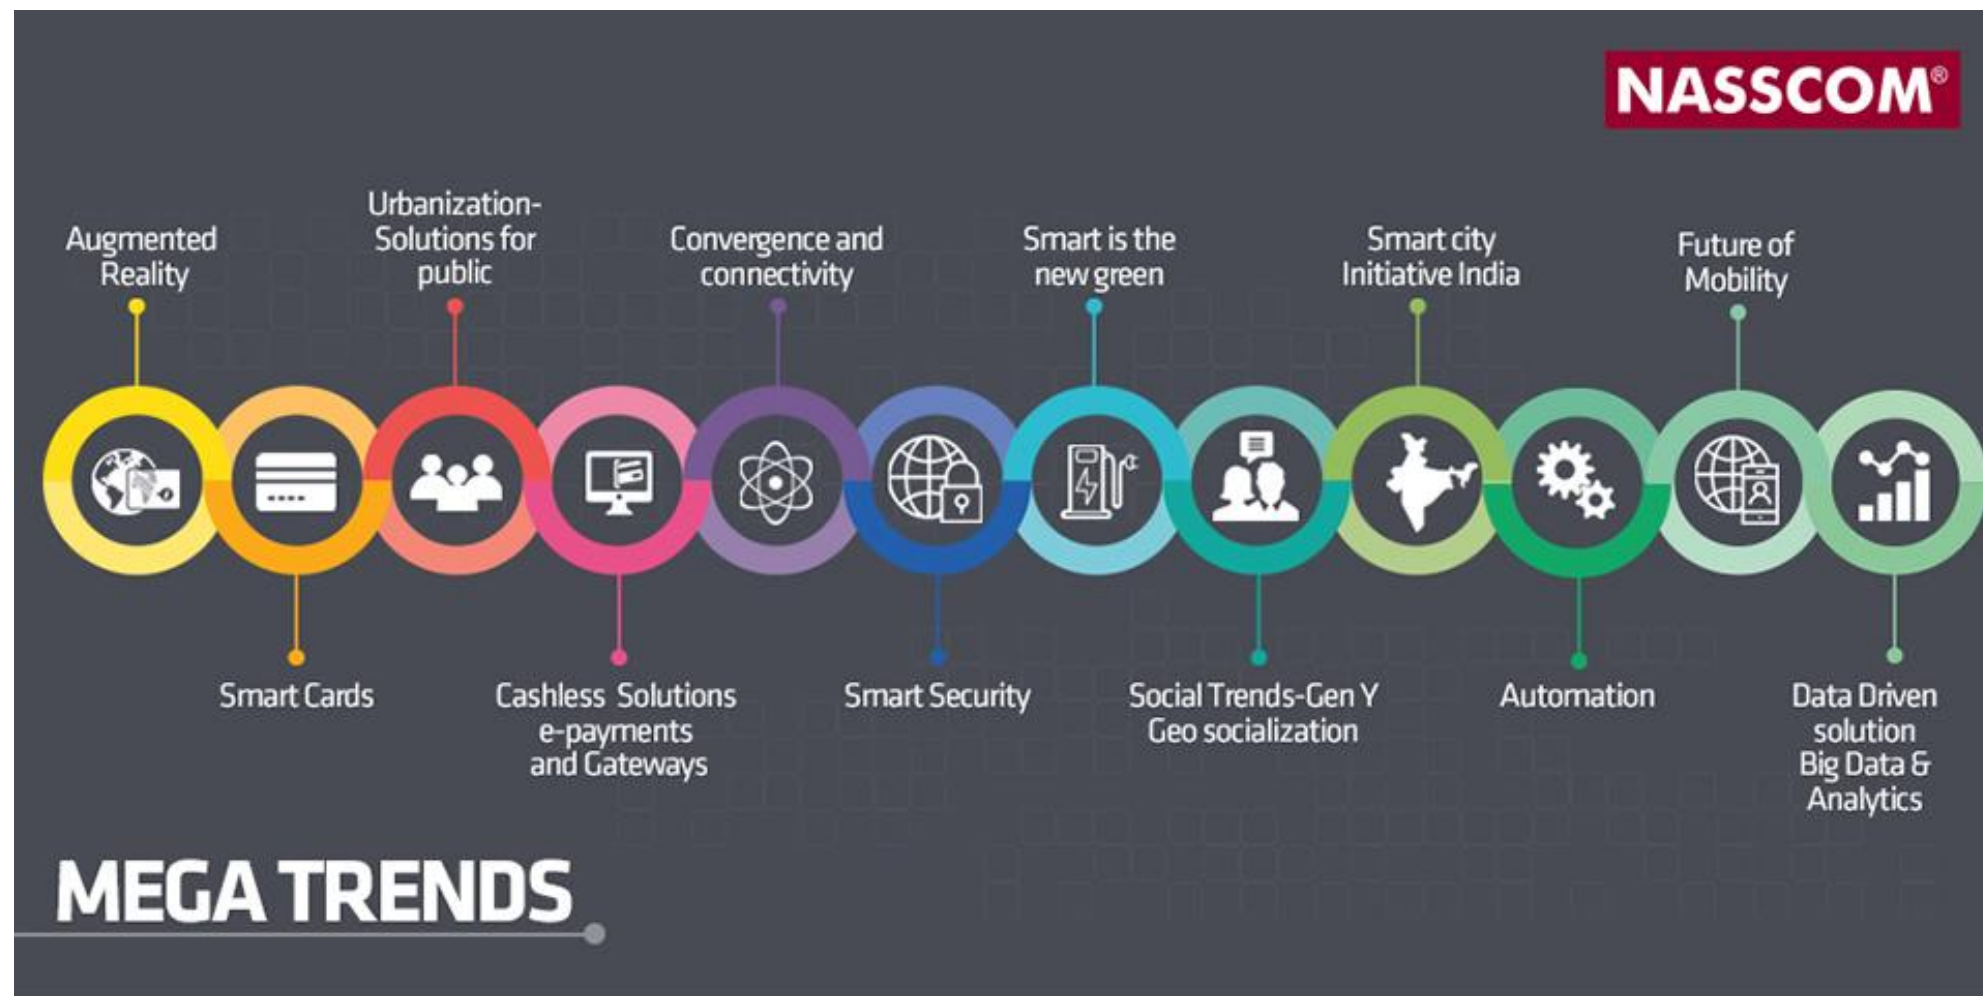 NASSCOM®
Augmented
Reality
Urbanization-
Solutions for
public
Convergence and
connectivity
Smart is the
new green
Smart city
Initiative India
Future of
Mobility
Smart Cards
Cashless Solutions
e-payments
and Gateways
Smart Security
Social Trends-Gen Y
Geo socialization
Automation
Data Driven
solution
Big Data &
Analytics
MEGA TRENDS